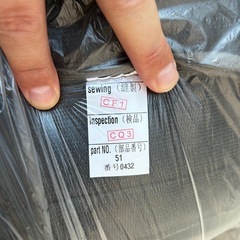 sewing (縫製)
CF1
inspection (検品)
CQ3
part NO. (部品番号)
51
番号0432